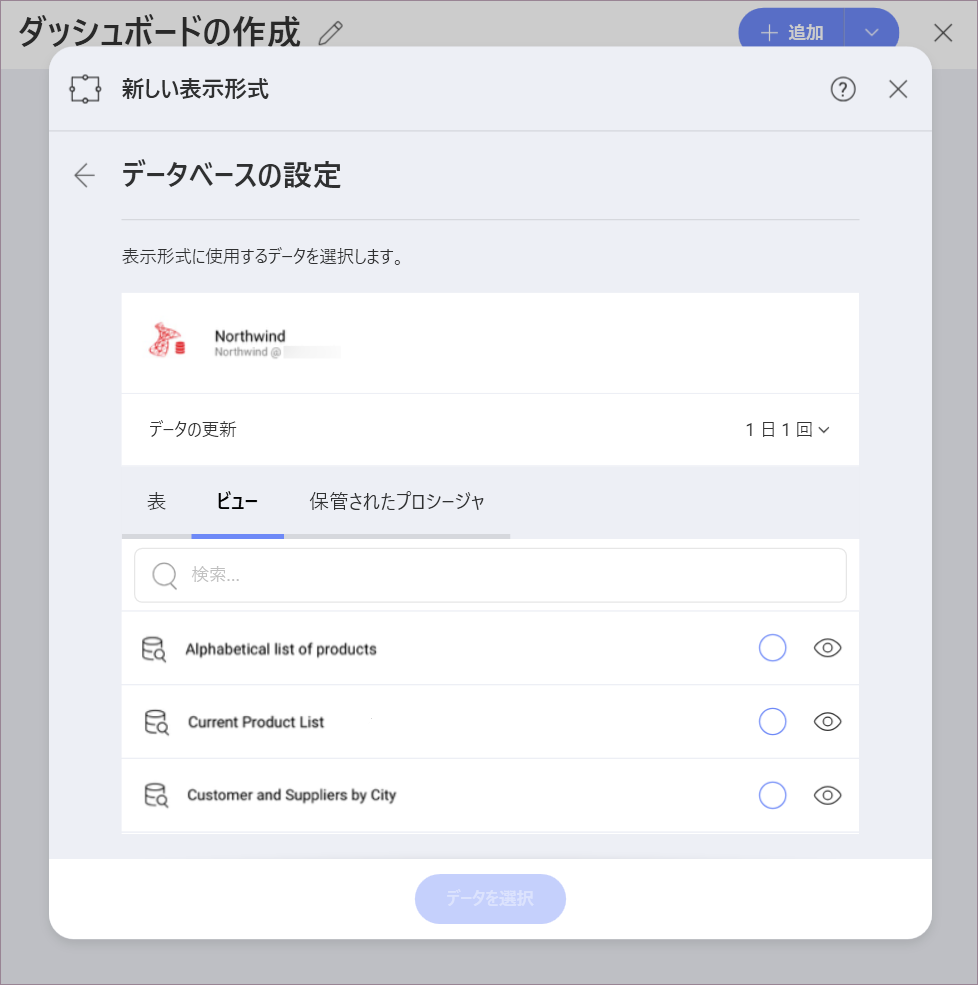 ダッシュボードの作成
追加
新しい表示形式
データベースの設定
表示形式に使用するデータを選択します。
Northwind
Northwind @
データの更新
1 日 1 回
表 ビュー 保管されたプロシージャ
検索...
Alphabetical list of products
Current Product List
Customer and Suppliers by City
データを選択